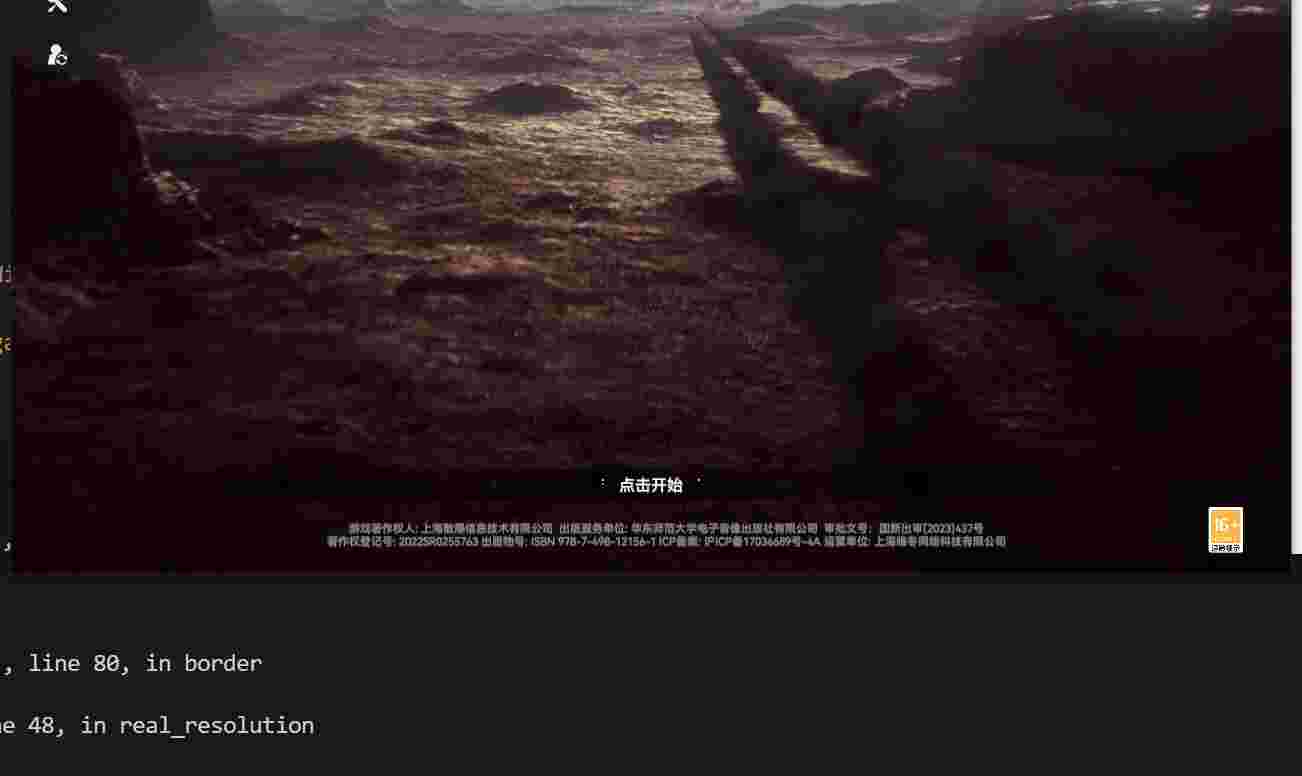 点击开始
游戏著作权人: 上海散爆信息技术有限公司 出版服务单位: 华东师范大学电子音像出版社有限公司 审批文号: 国新出审[2023]437号
著作权登记号: 2022SR0255763 出版物号: ISBN 978-7-498-12156-1 ICP备案: 沪ICP备17036689号-4A 运营单位: 上海暗冬网络科技有限公司
16+
, line 80, in border
e 48, in real_resolution